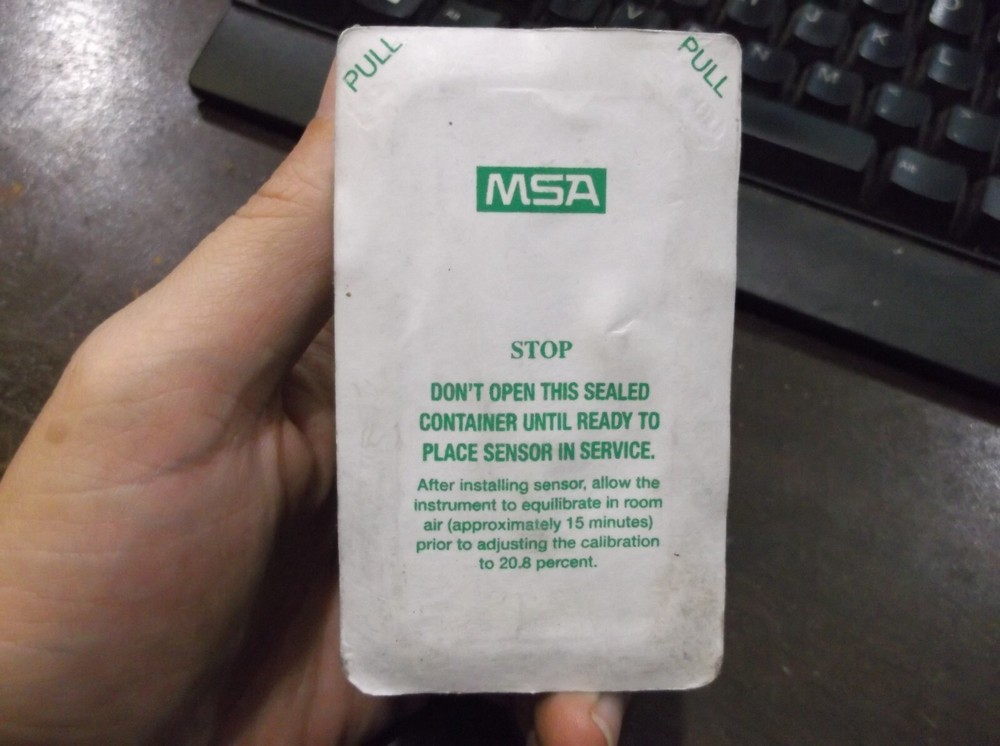 PULL
PULL
MSA
STOP
DON'T OPEN THIS SEALED
CONTAINER UNTIL READY TO
PLACE SENSOR IN SERVICE.
After installing sensor, allow the
instrument to equilibrate in room
air (approximately 15 minutes)
prior to adjusting the calibration
to 20.8 percent.
V
N
M
U
J
K
Alt